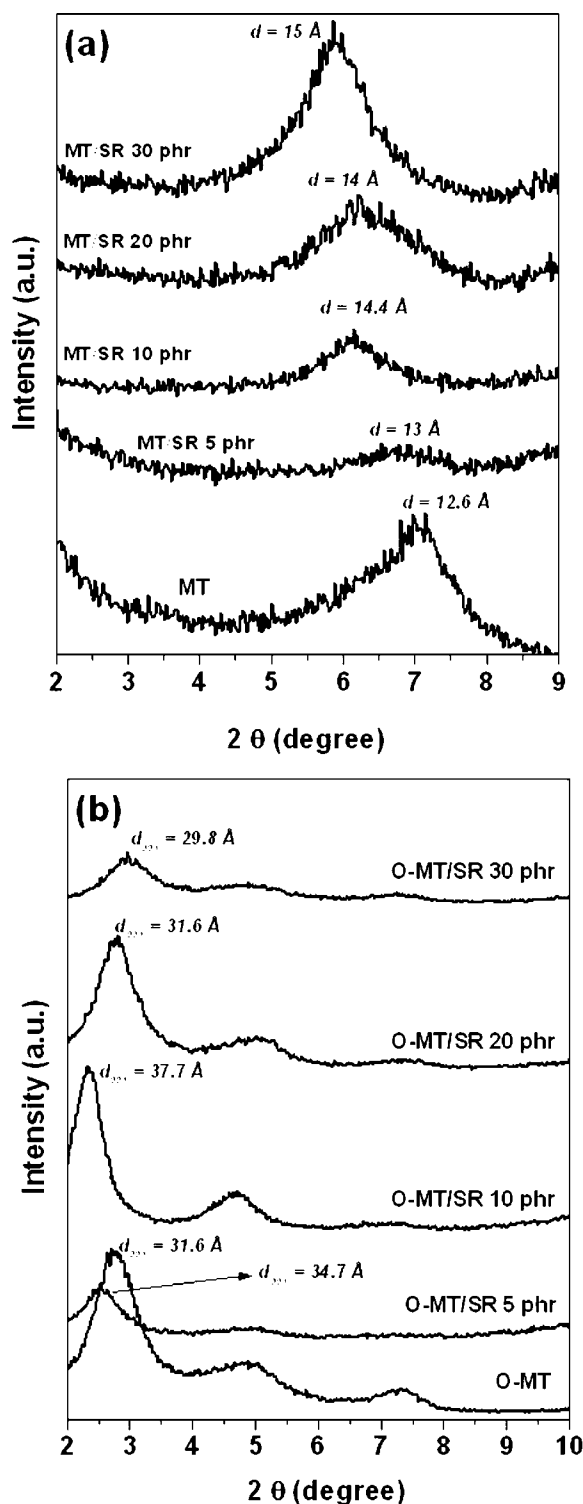 (a)
d = 15 Å
MT/SR 30 phr
d = 14 Å
MT/SR 20 phr
d = 14.4 Å
MT/SR 10 phr
d = 13 Å
MT/SR 5 phr
d = 12.6 Å
MT
Intensity (a.u.)
2 3 4 5 6 7 8 9
2 θ (degree)
(b)
d = 29.8 Å
O-MT/SR 30 phr
d = 31.6 Å
O-MT/SR 20 phr
d = 37.7 Å
O-MT/SR 10 phr
d = 31.6 Å
d = 34.7 Å
O-MT/SR 5 phr
O-MT
Intensity (a.u.)
2 3 4 5 6 7 8 9 10
2 θ (degree)